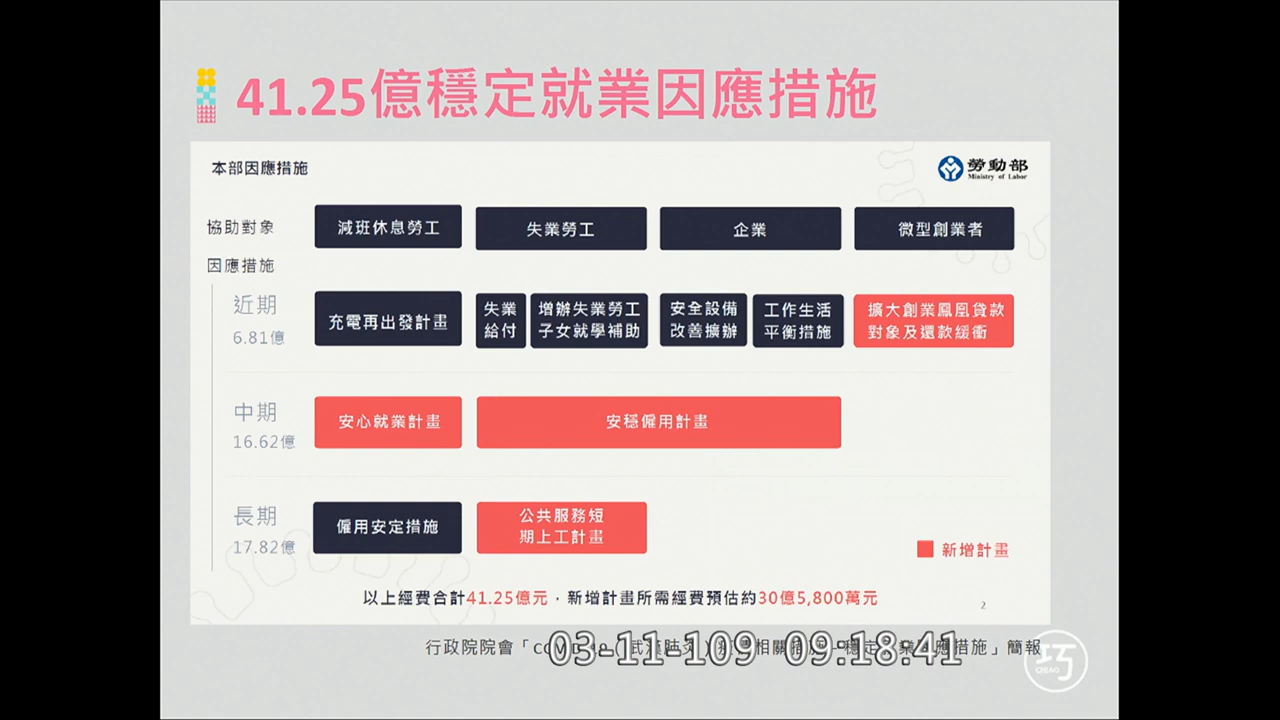 41.25億穩定就業因應措施
本部因應措施
勞動部
Ministry of Labor
協助對象
減班休息勞工
失業勞工
企業
微型創業者
因應措施
近期
6.81億
充電再出發計畫
失業
給付
增辦失業勞工
子女就學補助
安全設備
改善擴辦
工作生活
平衡措施
擴大創業鳳凰貸款
對象及還款緩衝
中期
16.62億
安心就業計畫
安穩僱用計畫
長期
17.82億
僱用安定措施
公共服務短
期上工計畫
新增計畫
以上經費合計41.25億元，新增計畫所需經費預估約30億5,800萬元
2
行政院院會「
相關措施
因應措施」簡報
03-11-109 09.18.41
巧
CHIAO